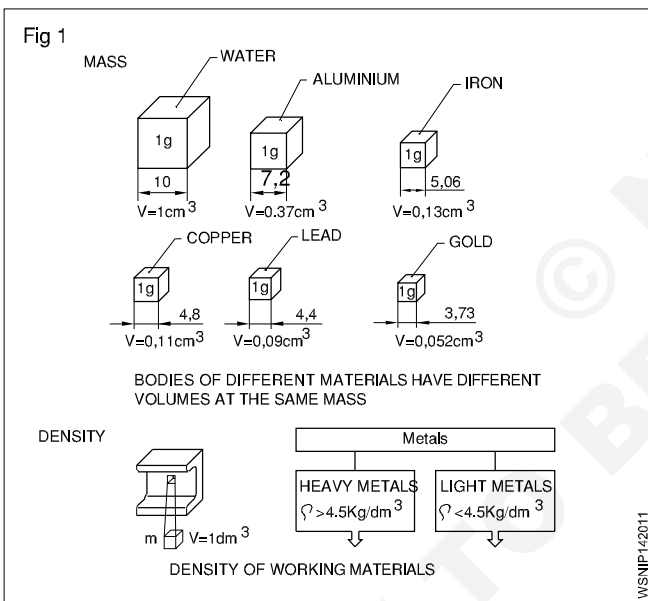 Fig 1
MASS
WATER
ALUMINIUM
IRON
1g
1g
1g
10
7,2
5,06
V=1cm³
V=0.37cm³
V=0,13cm³
COPPER
LEAD
GOLD
1g
1g
1g
4,8
4,4
3,73
V=0,11cm³
V=0,09cm³
V=0,052cm³
BODIES OF DIFFERENT MATERIALS HAVE DIFFERENT
VOLUMES AT THE SAME MASS
DENSITY
Metals
HEAVY METALS
LIGHT METALS
ρ>4.5Kg/dm³
ρ<4.5Kg/dm³
m V=1dm³
DENSITY OF WORKING MATERIALS
WSNIP142011
©
TO BE